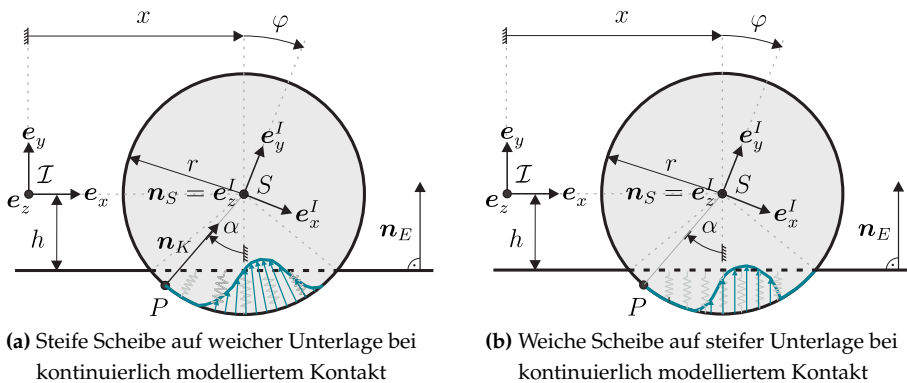 x φ
x φ
e_y e_y^I
e_y e_y^I
I r n_S = e_z^I S
I r n_S = e_z^I S
e_z e_x e_x^I
e_z e_x e_x^I
h n_K α
h α n_E
n_E
P
P
(a) Steife Scheibe auf weicher Unterlage bei
kontinuierlich modelliertem Kontakt
(b) Weiche Scheibe auf steifer Unterlage bei
kontinuierlich modelliertem Kontakt